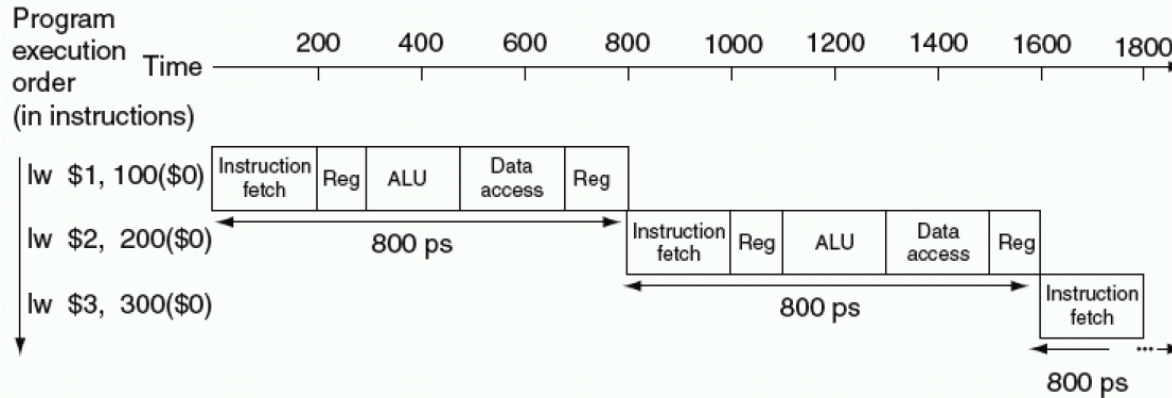 Program
execution
order
(in instructions)
Time
200 400 600 800 1000 1200 1400 1600 1800
lw $1, 100($0)
Instruction
fetch
Reg
ALU
Data
access
Reg
800 ps
lw $2, 200($0)
Instruction
fetch
Reg
ALU
Data
access
Reg
800 ps
lw $3, 300($0)
Instruction
fetch
...
800 ps